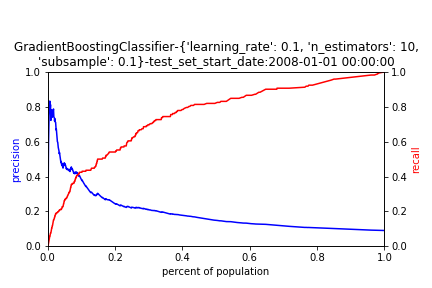 GradientBoostingClassifier-{'learning_rate': 0.1, 'n_estimators': 10,
'subsample': 0.1}-test_set_start_date:2008-01-01 00:00:00
1.0 1.0
0.8 0.8
0.6 0.6
precision recall
0.4 0.4
0.2 0.2
0.0 0.0
0.0 0.2 0.4 0.6 0.8 1.0
percent of population